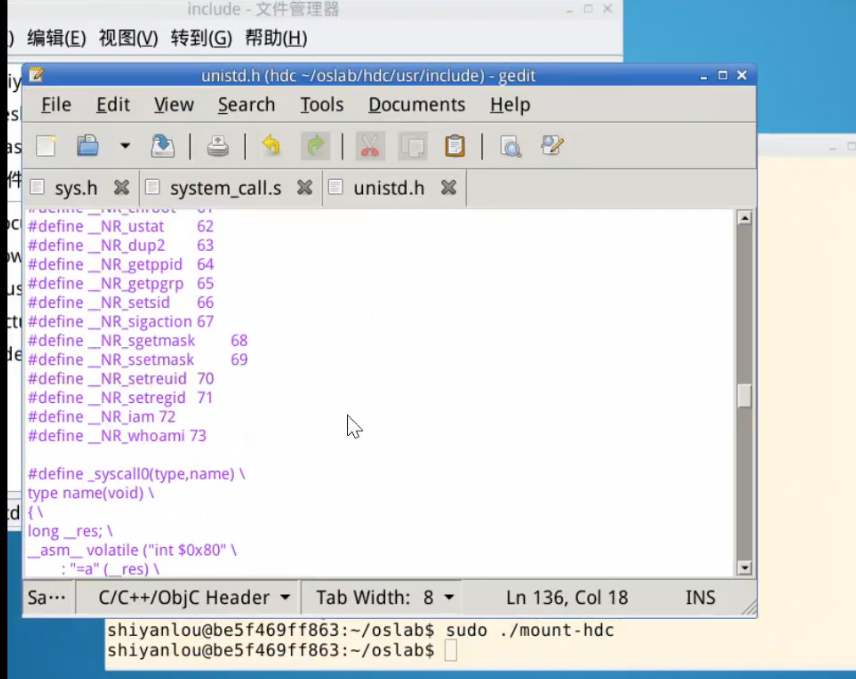 include - 文件管理器
编辑(E) 视图(V) 转到(G) 帮助(H)
unistd.h (hdc ~/oslab/hdc/usr/include) - gedit
File Edit View Search Tools Documents Help
sys.h system_call.s unistd.h
#define __NR_chroot 61
#define __NR_ustat 62
#define __NR_dup2 63
#define __NR_getppid 64
#define __NR_getpgrp 65
#define __NR_setsid 66
#define __NR_sigaction 67
#define __NR_sgetmask 68
#define __NR_ssetmask 69
#define __NR_setreuid 70
#define __NR_setregid 71
#define __NR_iam 72
#define __NR_whoami 73
#define _syscall0(type,name) \
type name(void) \
{ \
long __res; \
__asm__ volatile ("int $0x80" \
: "=a" (__res) \
Sa··· C/C++/ObjC Header Tab Width: 8 Ln 136, Col 18 INS
shiyanlou@be5f469ff863:~/oslab$ sudo ./mount-hdc
shiyanlou@be5f469ff863:~/oslab$